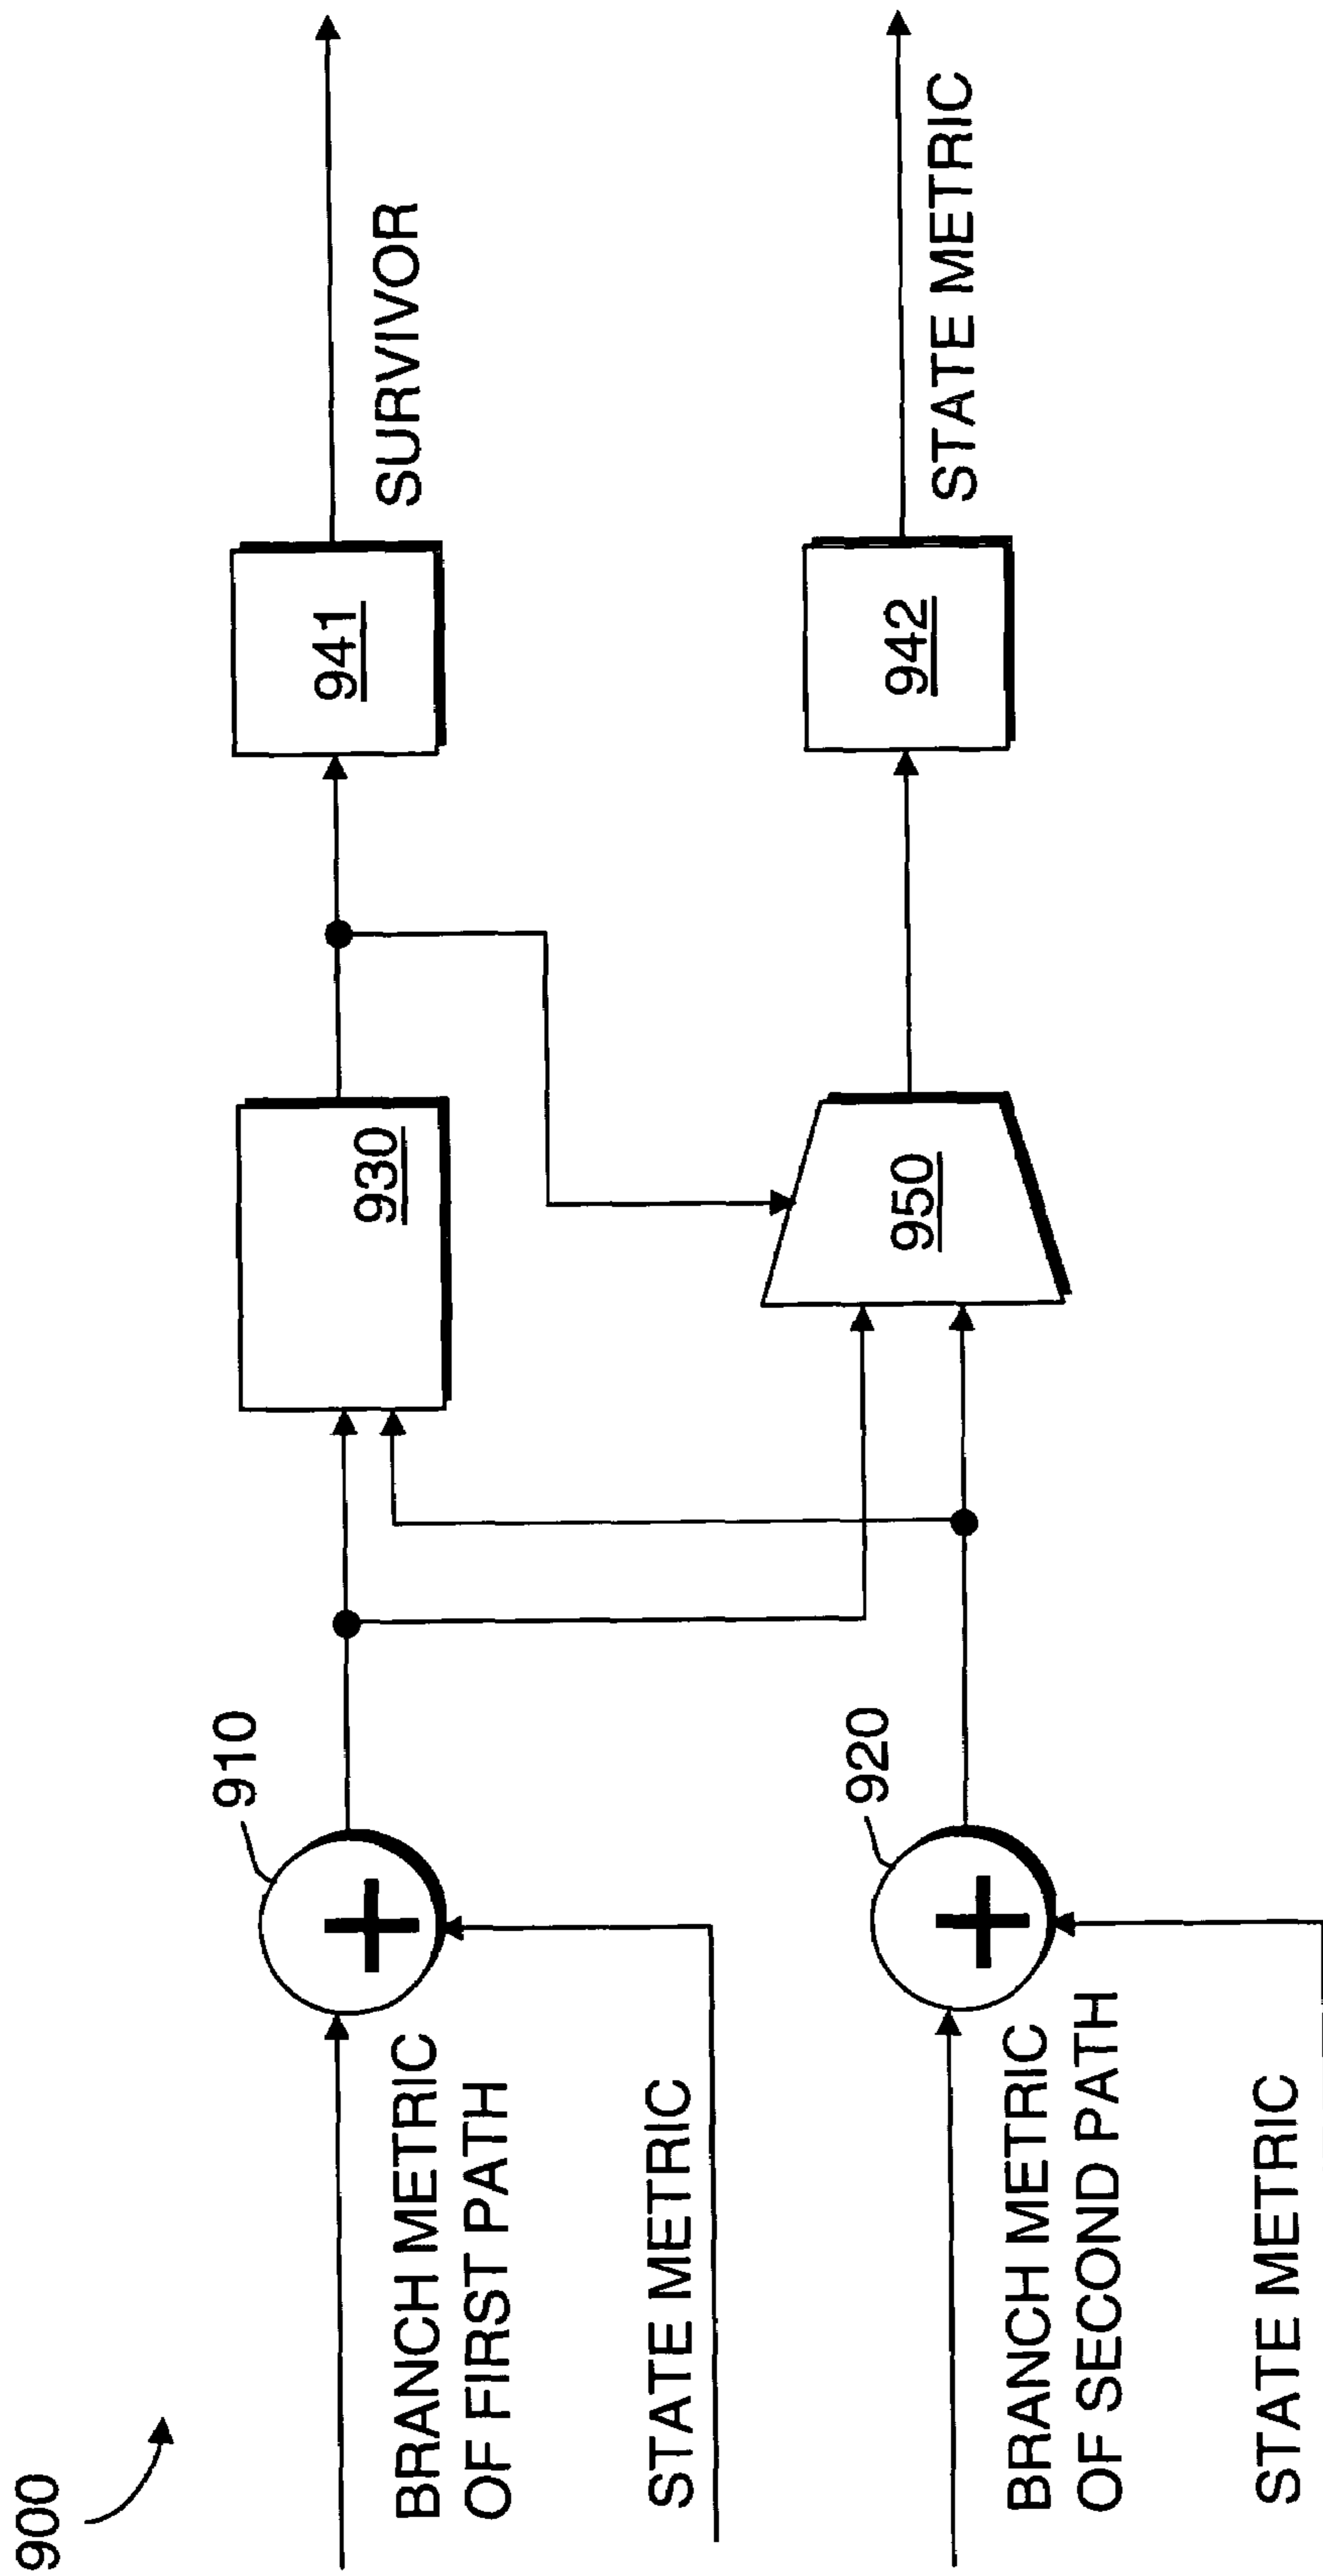 900
910
BRANCH METRIC
OF FIRST PATH
STATE METRIC
930
941
SURVIVOR
920
BRANCH METRIC
OF SECOND PATH
STATE METRIC
950
942
STATE METRIC